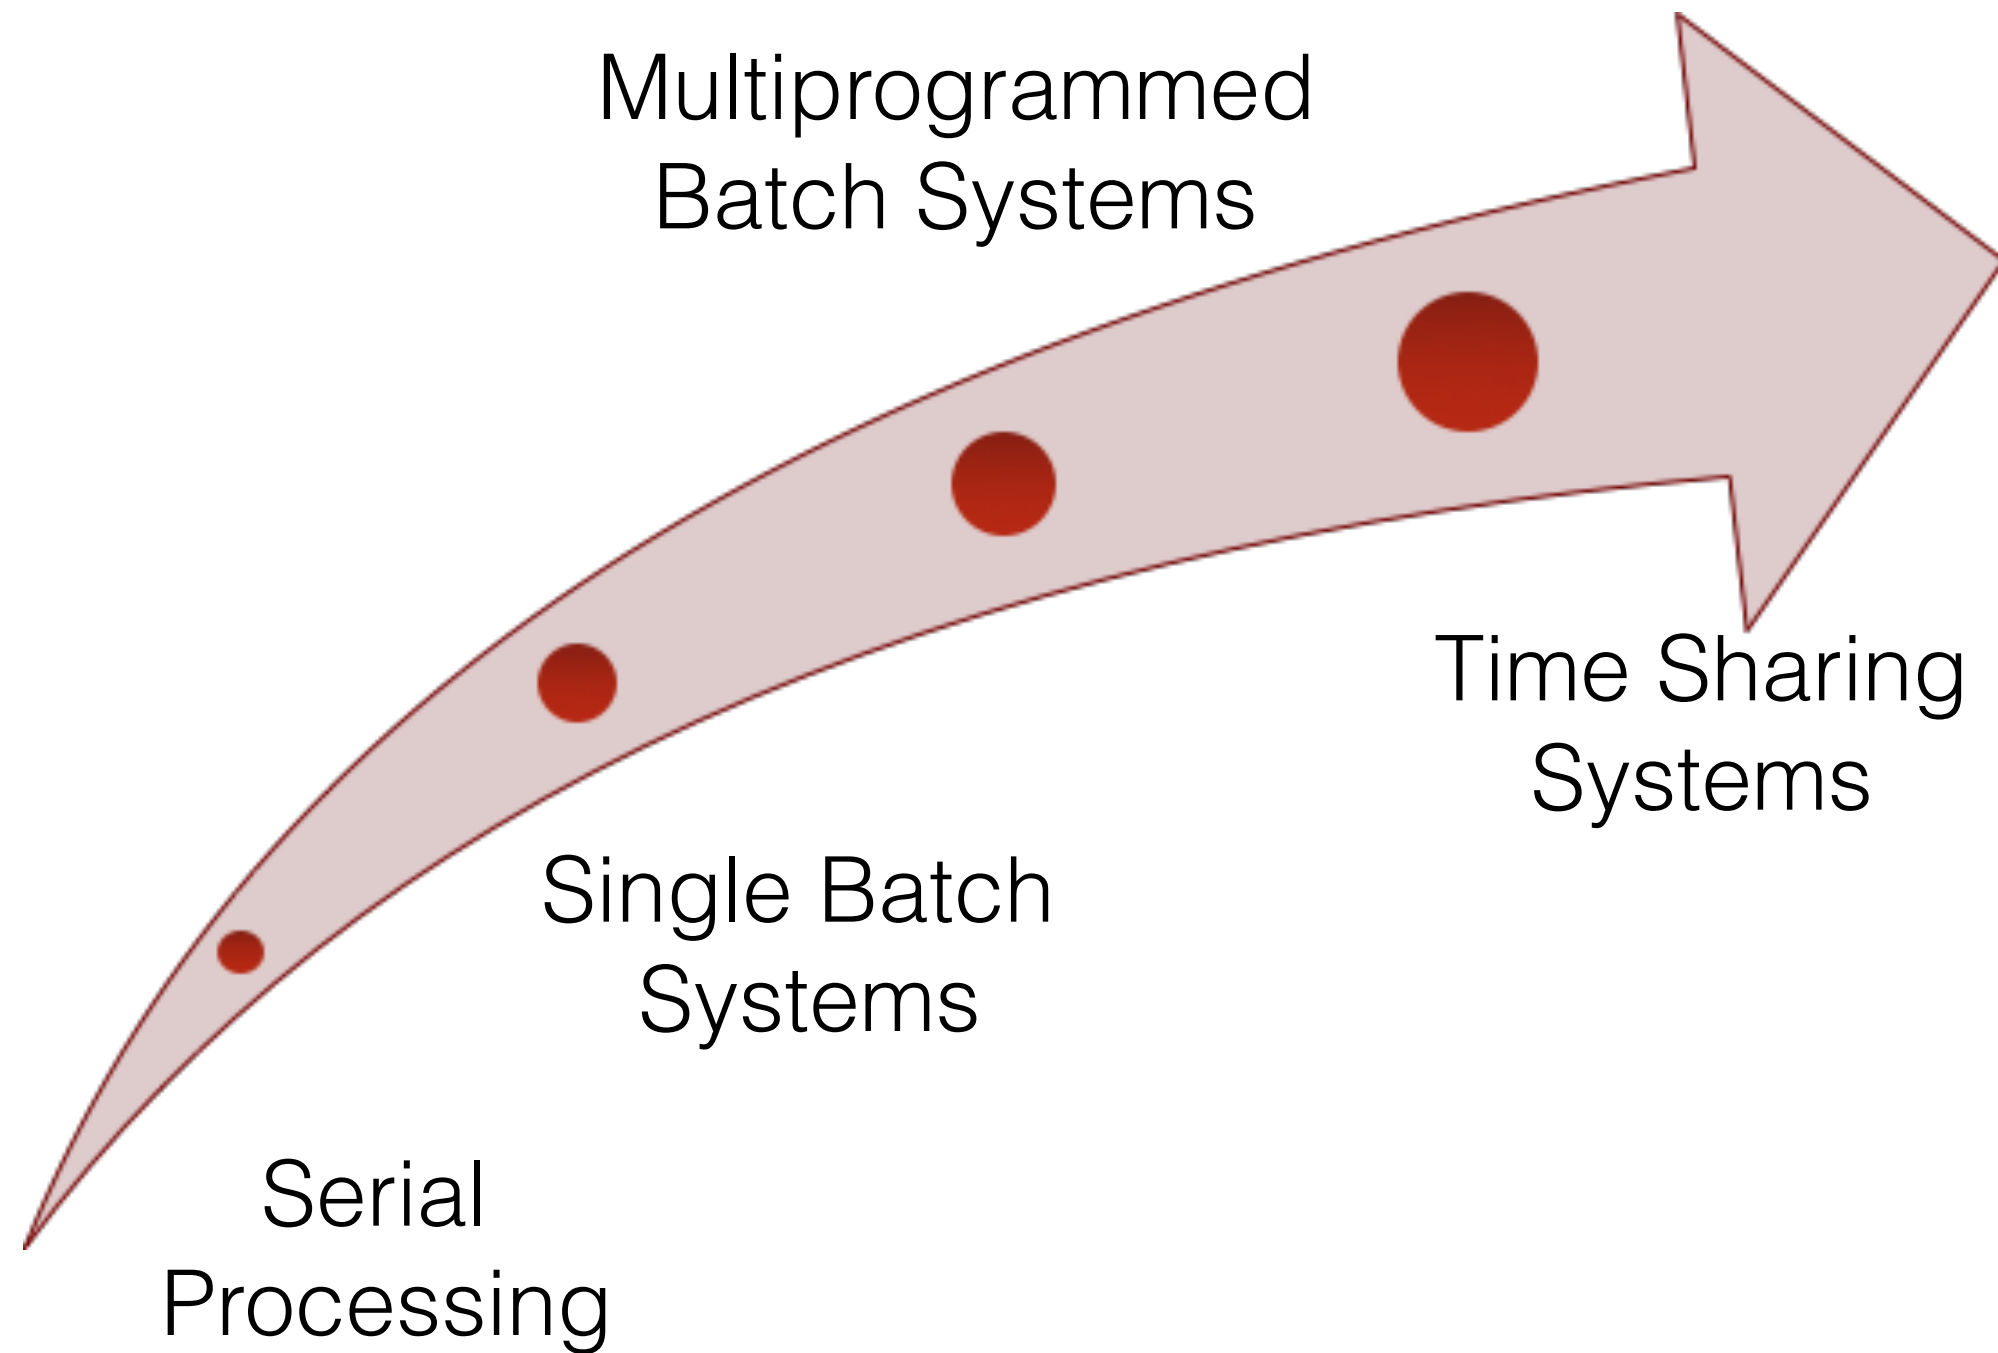 Multiprogrammed
Batch Systems
Time Sharing
Systems
Single Batch
Systems
Serial
Processing